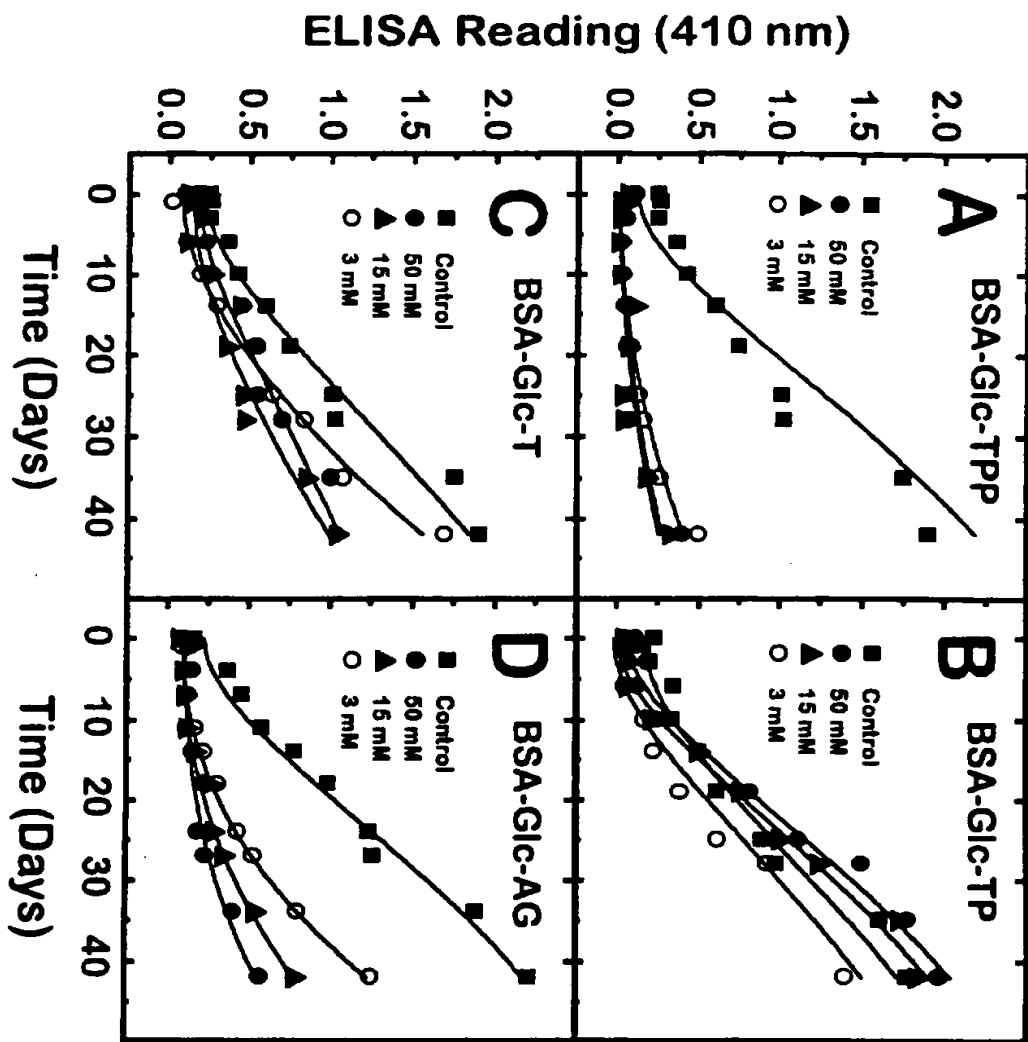 ELISA Reading (410 nm)
2.0
1.5
1.0
0.5
0.0
A
BSA-Glc-TPP
Control
50 mM
15 mM
3 mM
B
BSA-Glc-TP
Control
50 mM
15 mM
3 mM
2.0
1.5
1.0
0.5
0.0
C
BSA-Glc-T
Control
50 mM
15 mM
3 mM
D
BSA-Glc-AG
Control
50 mM
15 mM
3 mM
0 10 20 30 40
0 10 20 30 40
Time (Days)
Time (Days)